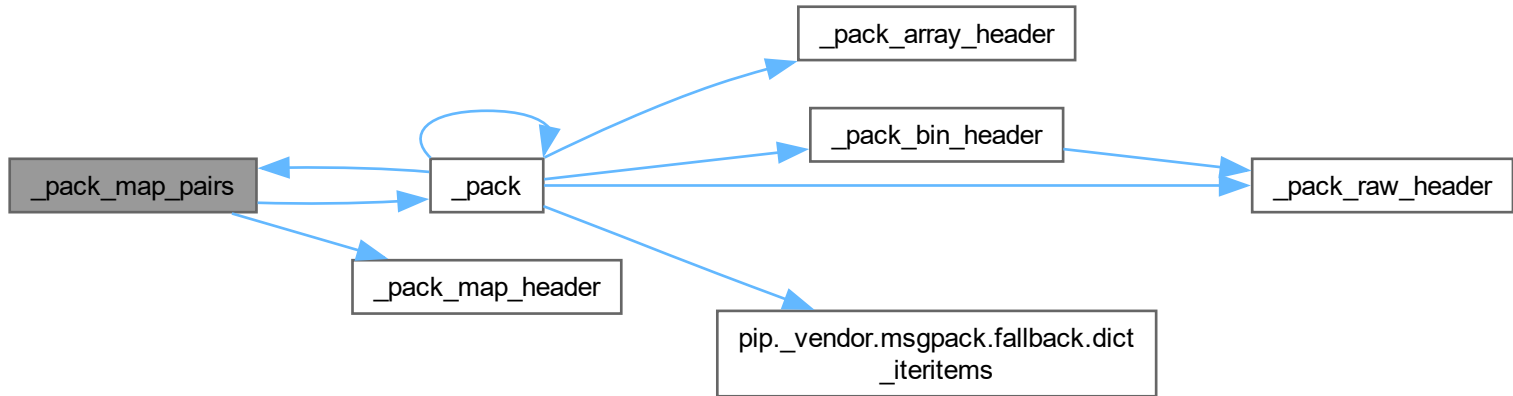 _pack_array_header
_pack_bin_header
_pack_map_pairs
_pack
_pack_raw_header
_pack_map_header
pip._vendor.msgpack.fallback.dict
_iteritems